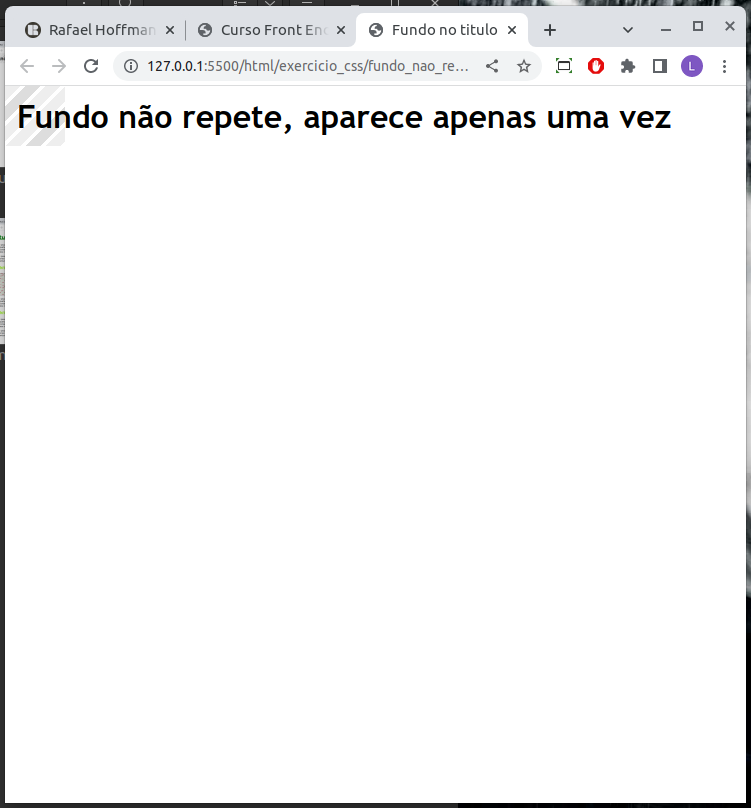 Rafael Hoffman
Curso Front End
Fundo no titulo
127.0.0.1:5500/html/exercicio_css/fundo_nao_re...
L
Fundo não repete, aparece apenas uma vez